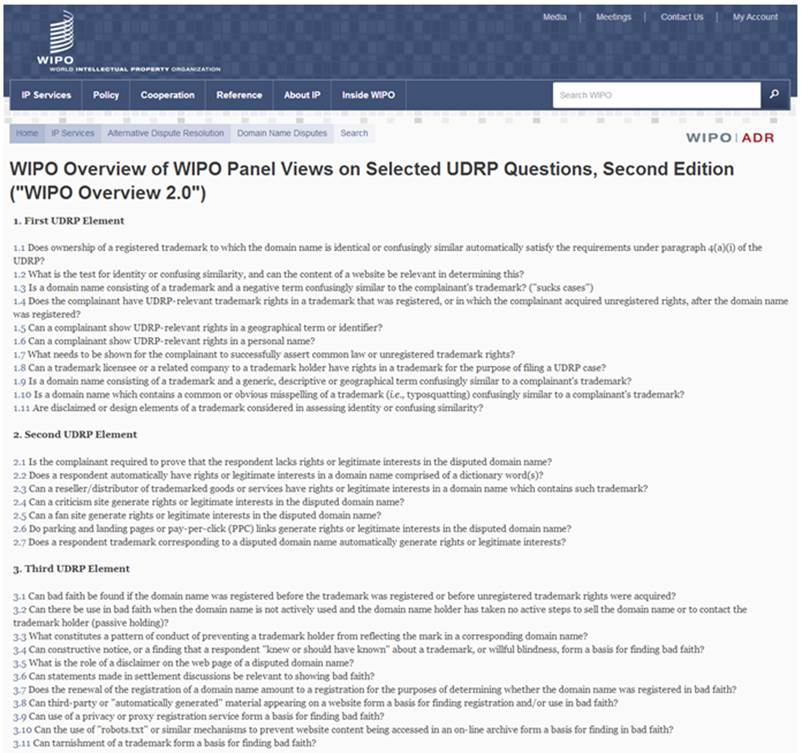 Media | Meetings | Contact Us | My Account
WIPO
WORLD INTELLECTUAL PROPERTY ORGANIZATION
IP Services Policy Cooperation Reference About IP Inside WIPO Search WIPO
Home IP Services Alternative Dispute Resolution Domain Name Disputes Search
WIPO | ADR
WIPO Overview of WIPO Panel Views on Selected UDRP Questions, Second Edition
("WIPO Overview 2.0")
1. First UDRP Element
1.1 Does ownership of a registered trademark to which the domain name is identical or confusingly similar automatically satisfy the requirements under paragraph 4(a)(i) of the
UDRP?
1.2 What is the test for identity or confusing similarity, and can the content of a website be relevant in determining this?
1.3 Is a domain name consisting of a trademark and a negative term confusingly similar to the complainant's trademark? ("sucks cases")
1.4 Does the complainant have UDRP-relevant trademark rights in a trademark that was registered, or in which the complainant acquired unregistered rights, after the domain name
was registered?
1.5 Can a complainant show UDRP-relevant rights in a geographical term or identifier?
1.6 Can a complainant show UDRP-relevant rights in a personal name?
1.7 What needs to be shown for the complainant to successfully assert common law or unregistered trademark rights?
1.8 Can a trademark licensee or a related company to a trademark holder have rights in a trademark for the purpose of filing a UDRP case?
1.9 Is a domain name consisting of a trademark and a generic, descriptive or geographical term confusingly similar to a complainant's trademark?
1.10 Is a domain name which contains a common or obvious misspelling of a trademark (i.e., typosquatting) confusingly similar to a complainant's trademark?
1.11 Are disclaimed or design elements of a trademark considered in assessing identity or confusing similarity?
2. Second UDRP Element
2.1 Is the complainant required to prove that the respondent lacks rights or legitimate interests in the disputed domain name?
2.2 Does a respondent automatically have rights or legitimate interests in a domain name comprised of a dictionary word(s)?
2.3 Can a reseller/distributor of trademarked goods or services have rights or legitimate interests in a domain name which contains such trademark?
2.4 Can a criticism site generate rights or legitimate interests in the disputed domain name?
2.5 Can a fan site generate rights or legitimate interests in the disputed domain name?
2.6 Do parking and landing pages or pay-per-click (PPC) links generate rights or legitimate interests in the disputed domain name?
2.7 Does a respondent trademark corresponding to a disputed domain name automatically generate rights or legitimate interests?
3. Third UDRP Element
3.1 Can bad faith be found if the domain name was registered before the trademark was registered or before unregistered trademark rights were acquired?
3.2 Can there be use in bad faith when the domain name is not actively used and the domain name holder has taken no active steps to sell the domain name or to contact the
trademark holder (passive holding)?
3.3 What constitutes a pattern of conduct of preventing a trademark holder from reflecting the mark in a corresponding domain name?
3.4 Can constructive notice, or a finding that a respondent "knew or should have known" about a trademark, or willful blindness, form a basis for finding bad faith?
3.5 What is the role of a disclaimer on the web page of a disputed domain name?
3.6 Can statements made in settlement discussions be relevant to showing bad faith?
3.7 Does the renewal of the registration of a domain name amount to a registration for the purposes of determining whether the domain name was registered in bad faith?
3.8 Can third-party or "automatically generated" material appearing on a website form a basis for finding registration and/or use in bad faith?
3.9 Can use of a privacy or proxy registration service form a basis for finding bad faith?
3.10 Can the use of "robots.txt" or similar mechanisms to prevent website content being accessed in an on-line archive form a basis for finding in bad faith?
3.11 Can tarnishment of a trademark form a basis for finding bad faith?